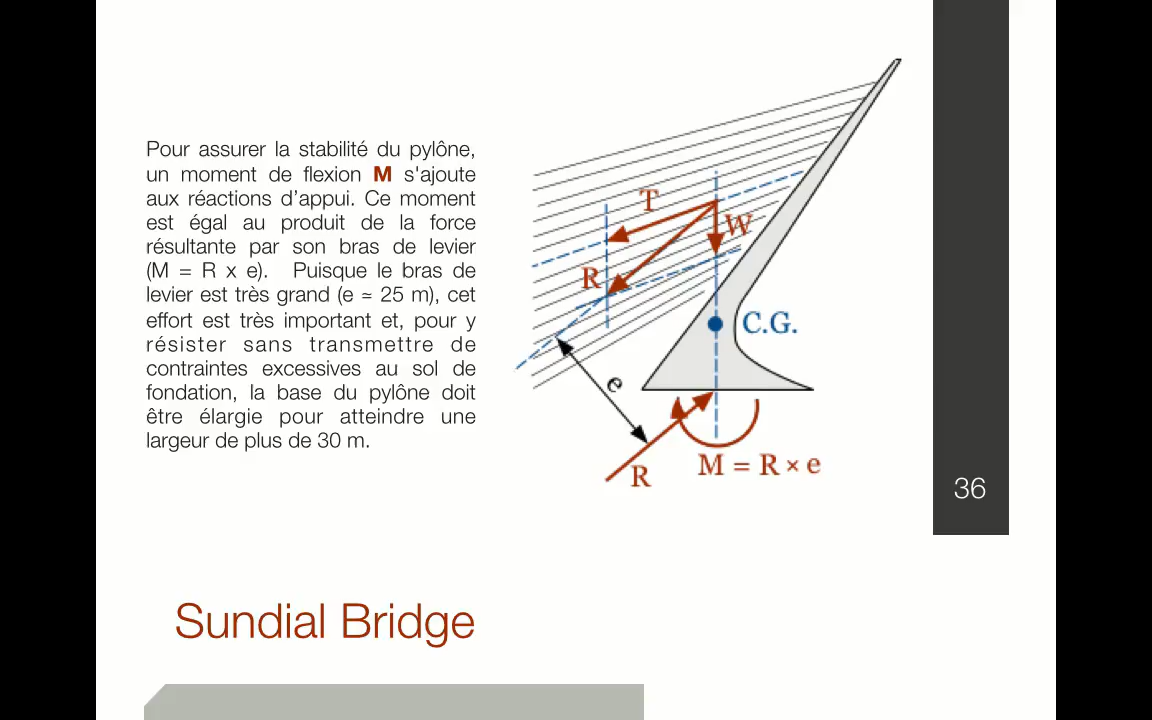 Pour assurer la stabilité du pylône,
un moment de flexion M s'ajoute
aux réactions d’appui. Ce moment
est égal au produit de la force
résultante par son bras de levier
(M = R x e). Puisque le bras de
levier est très grand (e ≃ 25 m), cet
effort est très important et, pour y
résister sans transmettre de
contraintes excessives au sol de
fondation, la base du pylône doit
être élargie pour atteindre une
largeur de plus de 30 m.
T
W
R
C.G.
e
R
M = R × e
36
Sundial Bridge